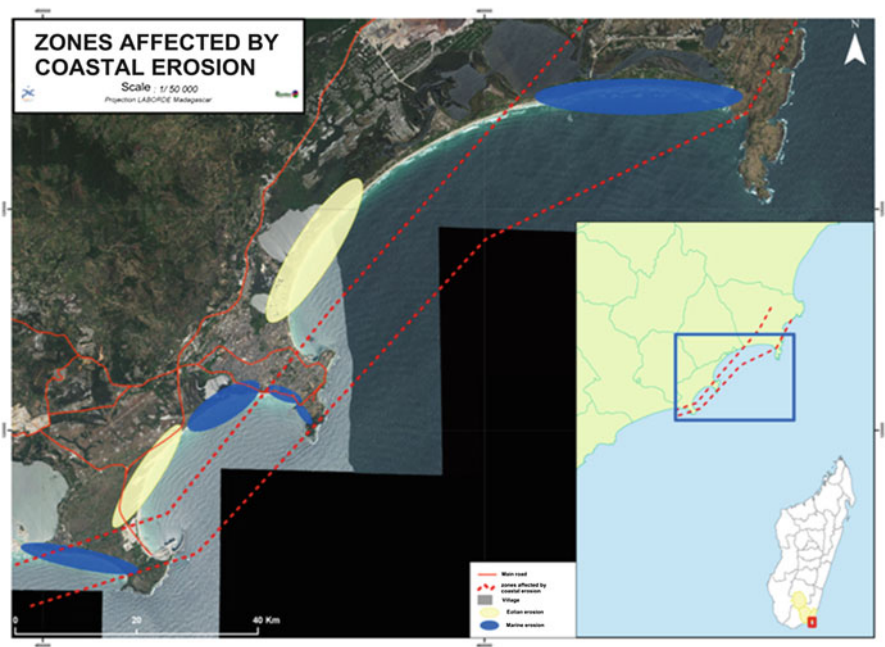 ZONES AFFECTED BY
COASTAL EROSION
Scale : 1/ 50 000
Projection LABORDE Madagascar
N
Main road
zones affected by
coastal erosion
Village
Eolian erosion
Marine erosion
0 20 40 Km